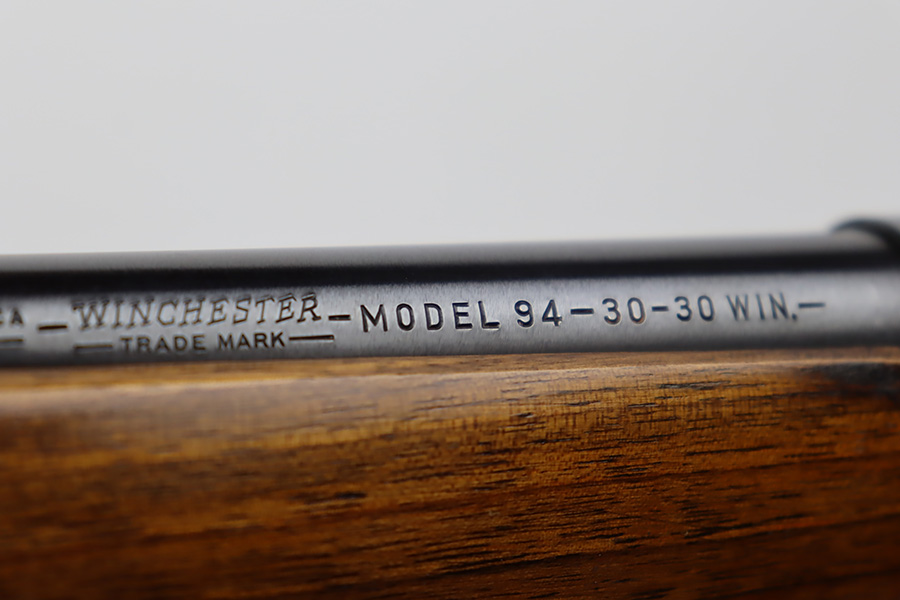 -WINCHESTER-MODEL 94-30-30 WIN.-
-TRADE MARK-